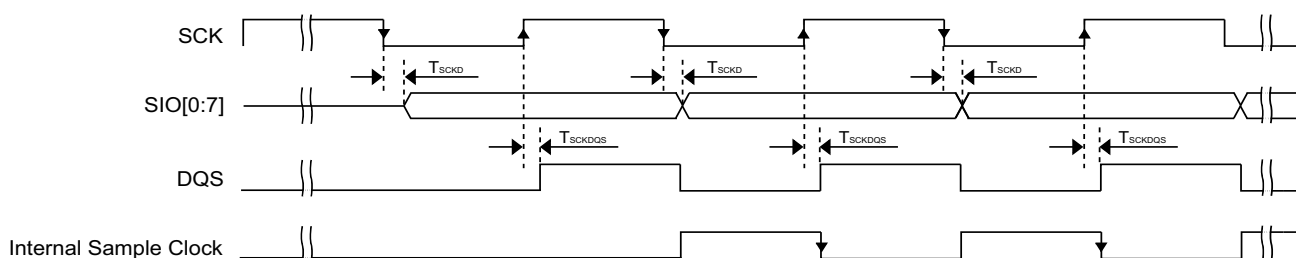 SCK
TSCKD
TSCKD
TSCKD
SIO[0:7]
TSCKDQS
TSCKDQS
TSCKDQS
DQS
Internal Sample Clock